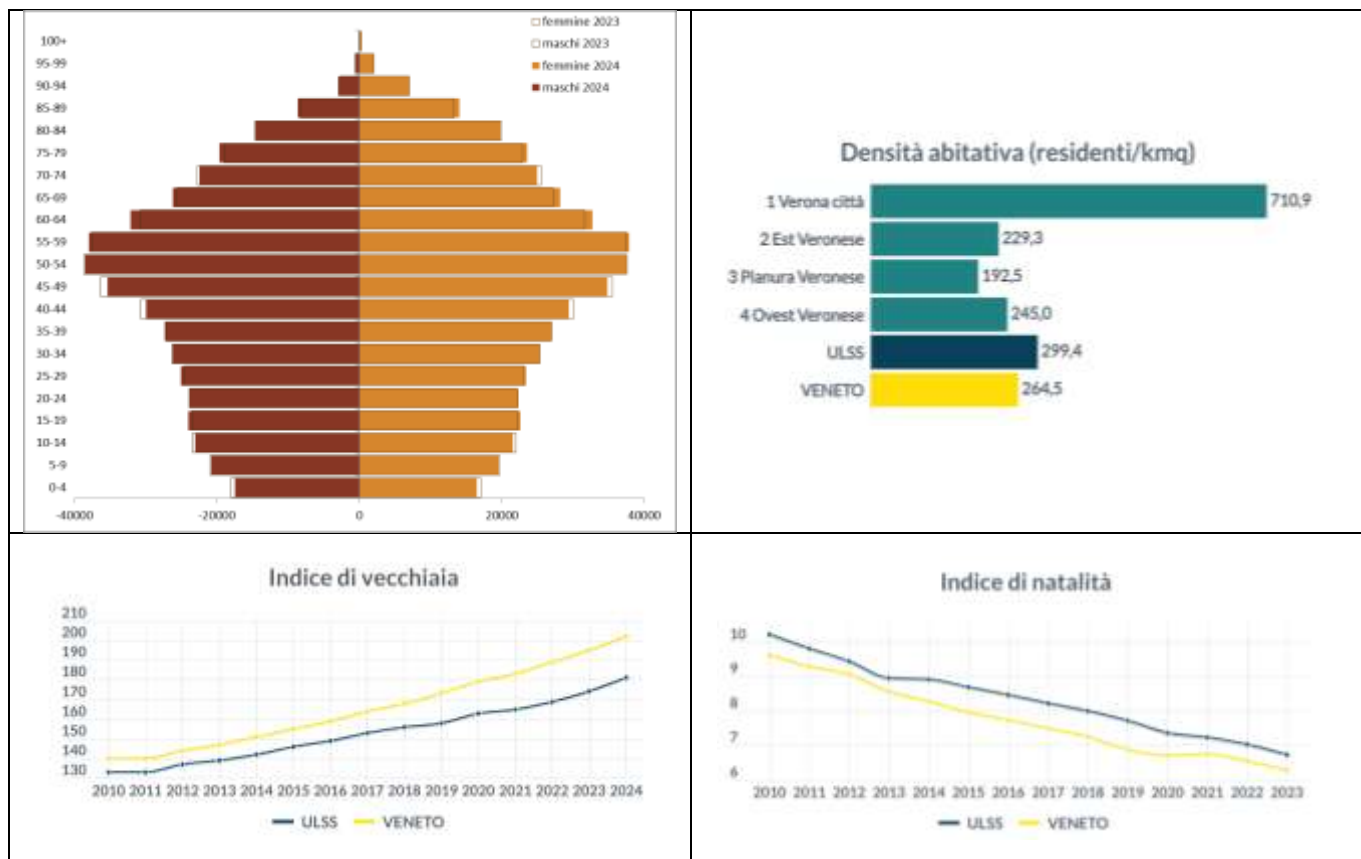 femmine 2023
maschi 2023
femmine 2024
maschi 2024
100+
95-99
90-94
85-89
80-84
75-79
70-74
65-69
60-64
55-59
50-54
45-49
40-44
35-39
30-34
25-29
20-24
15-19
10-14
5-9
0-4
-40000 -20000 0 20000 40000
Densità abitativa (residenti/kmq)
1 Verona città 710,9
2 Est Veronese 229,3
3 Pianura Veronese 192,5
4 Ovest Veronese 245,0
ULSS 299,4
VENETO 264,5
Indice di vecchiaia
210
200
190
180
170
160
150
140
130
2010 2011 2012 2013 2014 2015 2016 2017 2018 2019 2020 2021 2022 2023 2024
ULSS VENETO
Indice di natalità
10
9
8
7
6
2010 2011 2012 2013 2014 2015 2016 2017 2018 2019 2020 2021 2022 2023
ULSS VENETO